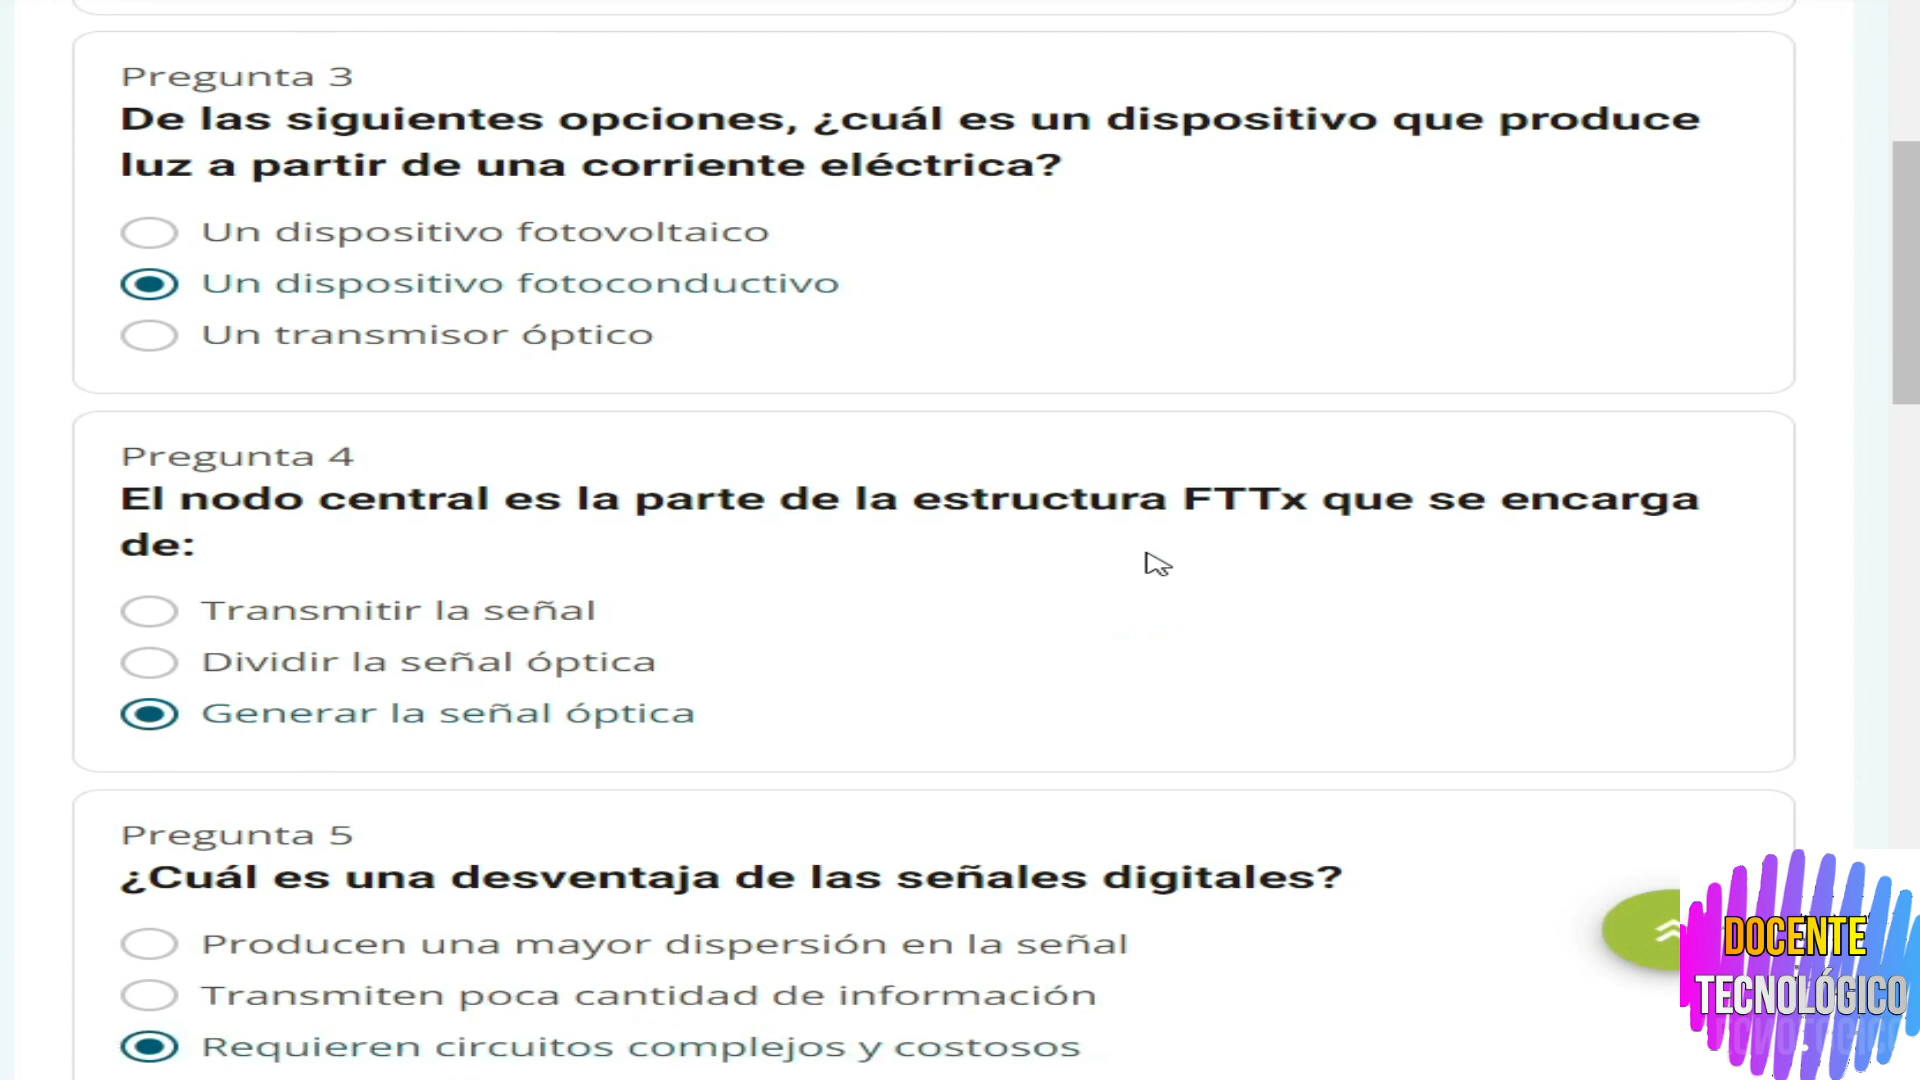 Pregunta 3
De las siguientes opciones, ¿cuál es un dispositivo que produce
luz a partir de una corriente eléctrica?
Un dispositivo fotovoltaico
Un dispositivo fotoconductivo
Un transmisor óptico
Pregunta 4
El nodo central es la parte de la estructura FTTx que se encarga
de:
Transmitir la señal
Dividir la señal óptica
Generar la señal óptica
Pregunta 5
¿Cuál es una desventaja de las señales digitales?
Producen una mayor dispersión en la señal
Transmiten poca cantidad de información
Requieren circuitos complejos y costosos
DOCENTE
TECNOLÓGICO